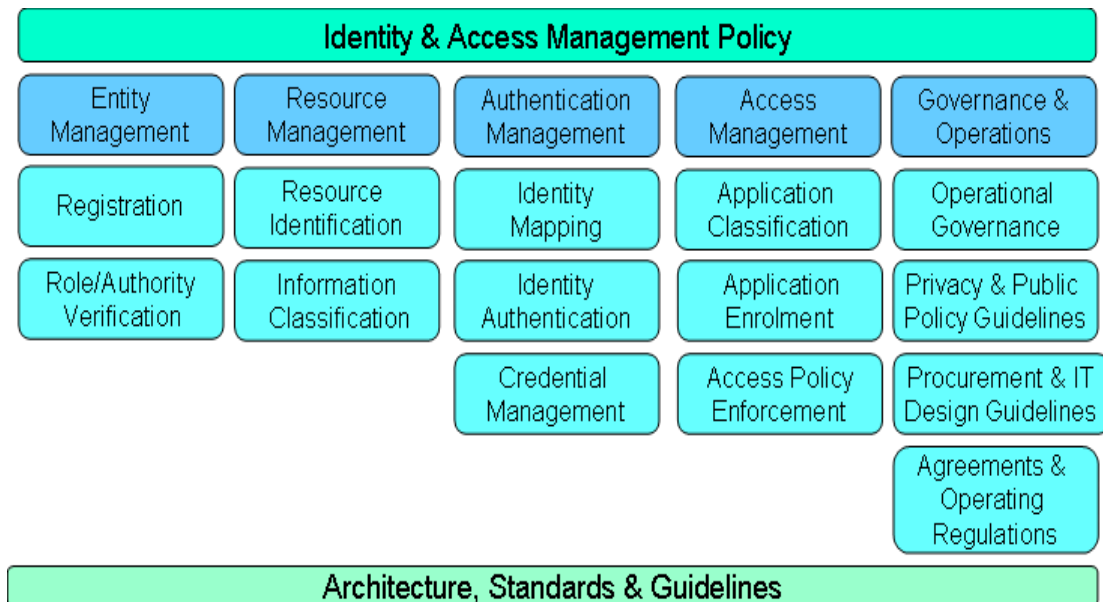 Identity & Access Management Policy
Entity
Management
Resource
Management
Authentication
Management
Access
Management
Governance &
Operations
Registration
Resource
Identification
Identity
Mapping
Application
Classification
Operational
Governance
Role/Authority
Verification
Information
Classification
Identity
Authentication
Application
Enrolment
Privacy & Public
Policy Guidelines
Credential
Management
Access Policy
Enforcement
Procurement & IT
Design Guidelines
Agreements &
Operating
Regulations
Architecture, Standards & Guidelines